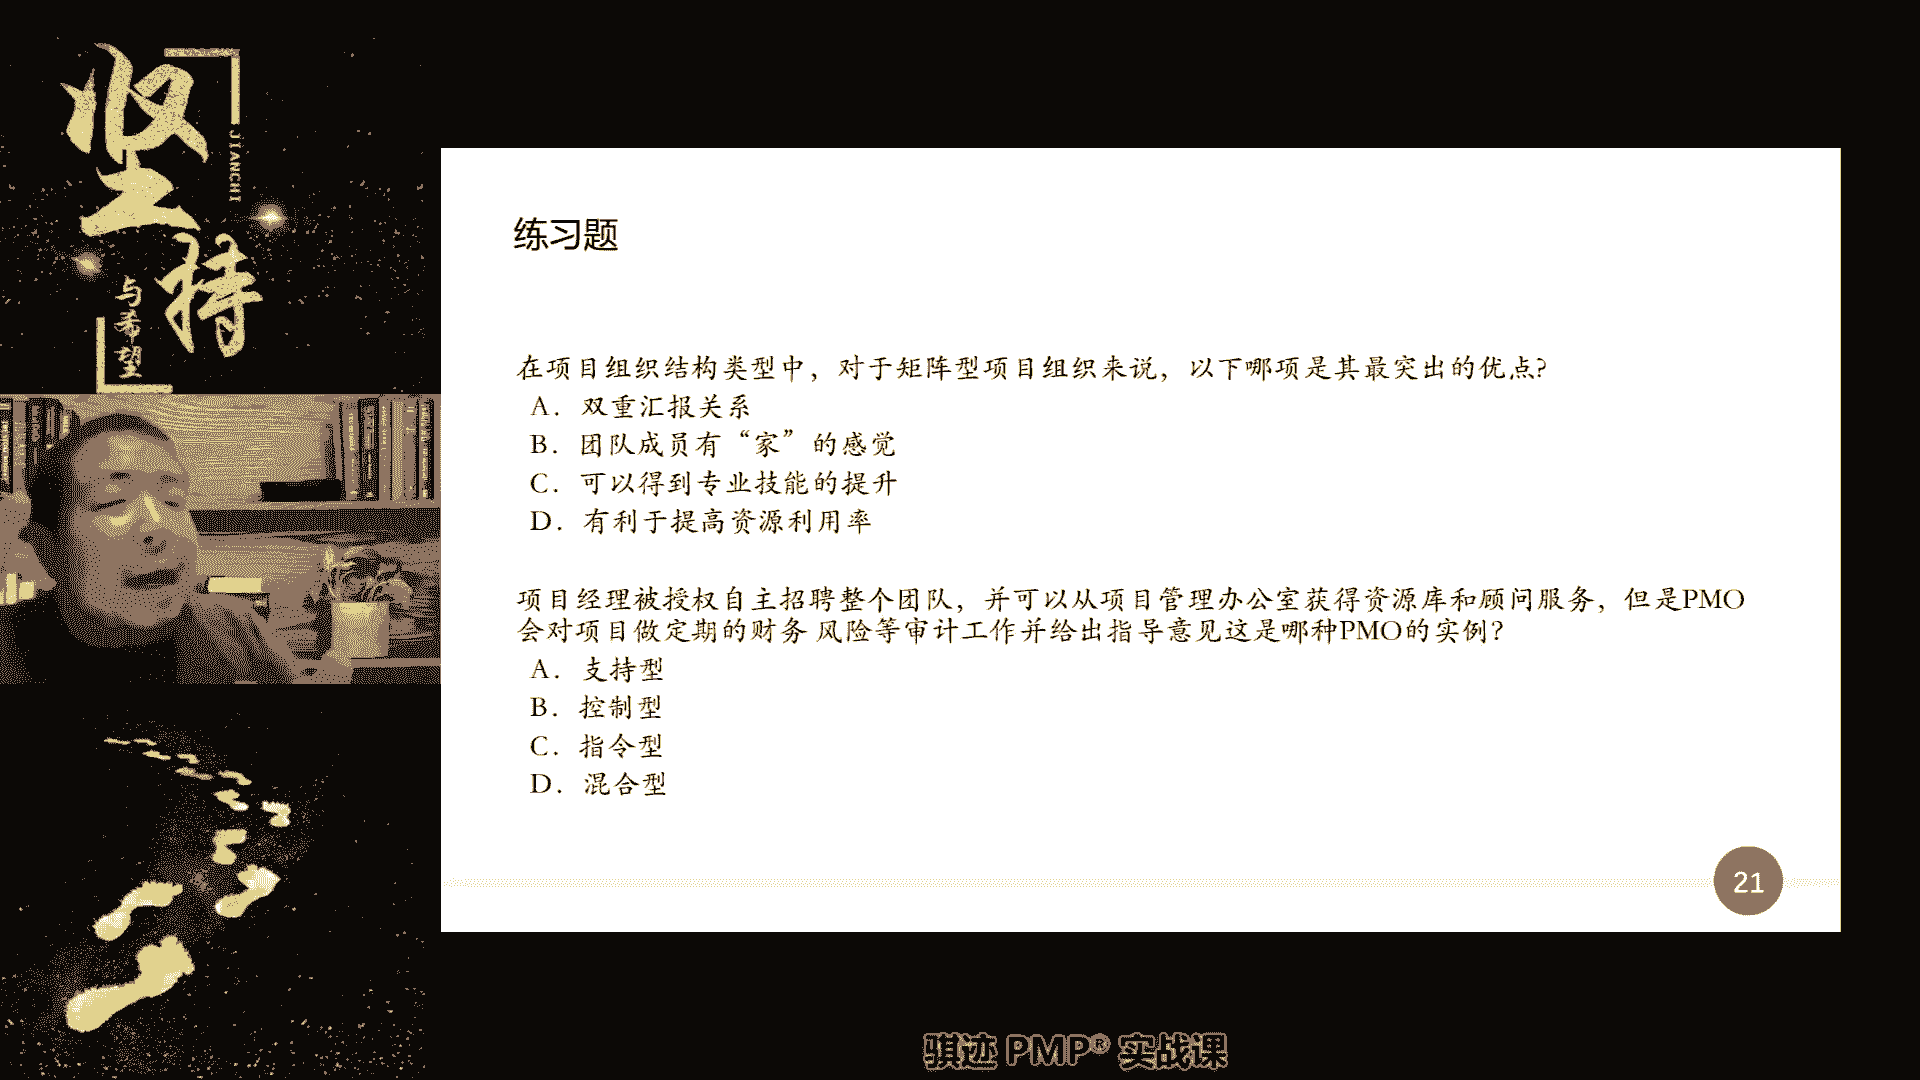 坚持
JIANCHI
与希望
练习题
在项目组织结构类型中，对于矩阵型项目组织来说，以下哪项是其最突出的优点?
A. 双重汇报关系
B. 团队成员有“家”的感觉
C. 可以得到专业技能的提升
D. 有利于提高资源利用率
项目经理被授权自主招聘整个团队，并可以从项目管理办公室获得资源库和顾问服务，但是PMO
会对项目做定期的财务 风险等审计工作并给出指导意见这是哪种PMO的实例?
A. 支持型
B. 控制型
C. 指令型
D. 混合型
21
骐迹 PMP® 实战课